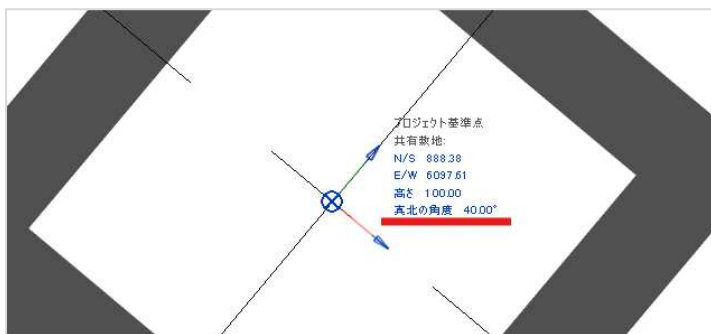 プロジェクト基準点
共有敷地:
N/S 888.38
E/W 6097.61
高さ 100.00
真北の角度 40.00°